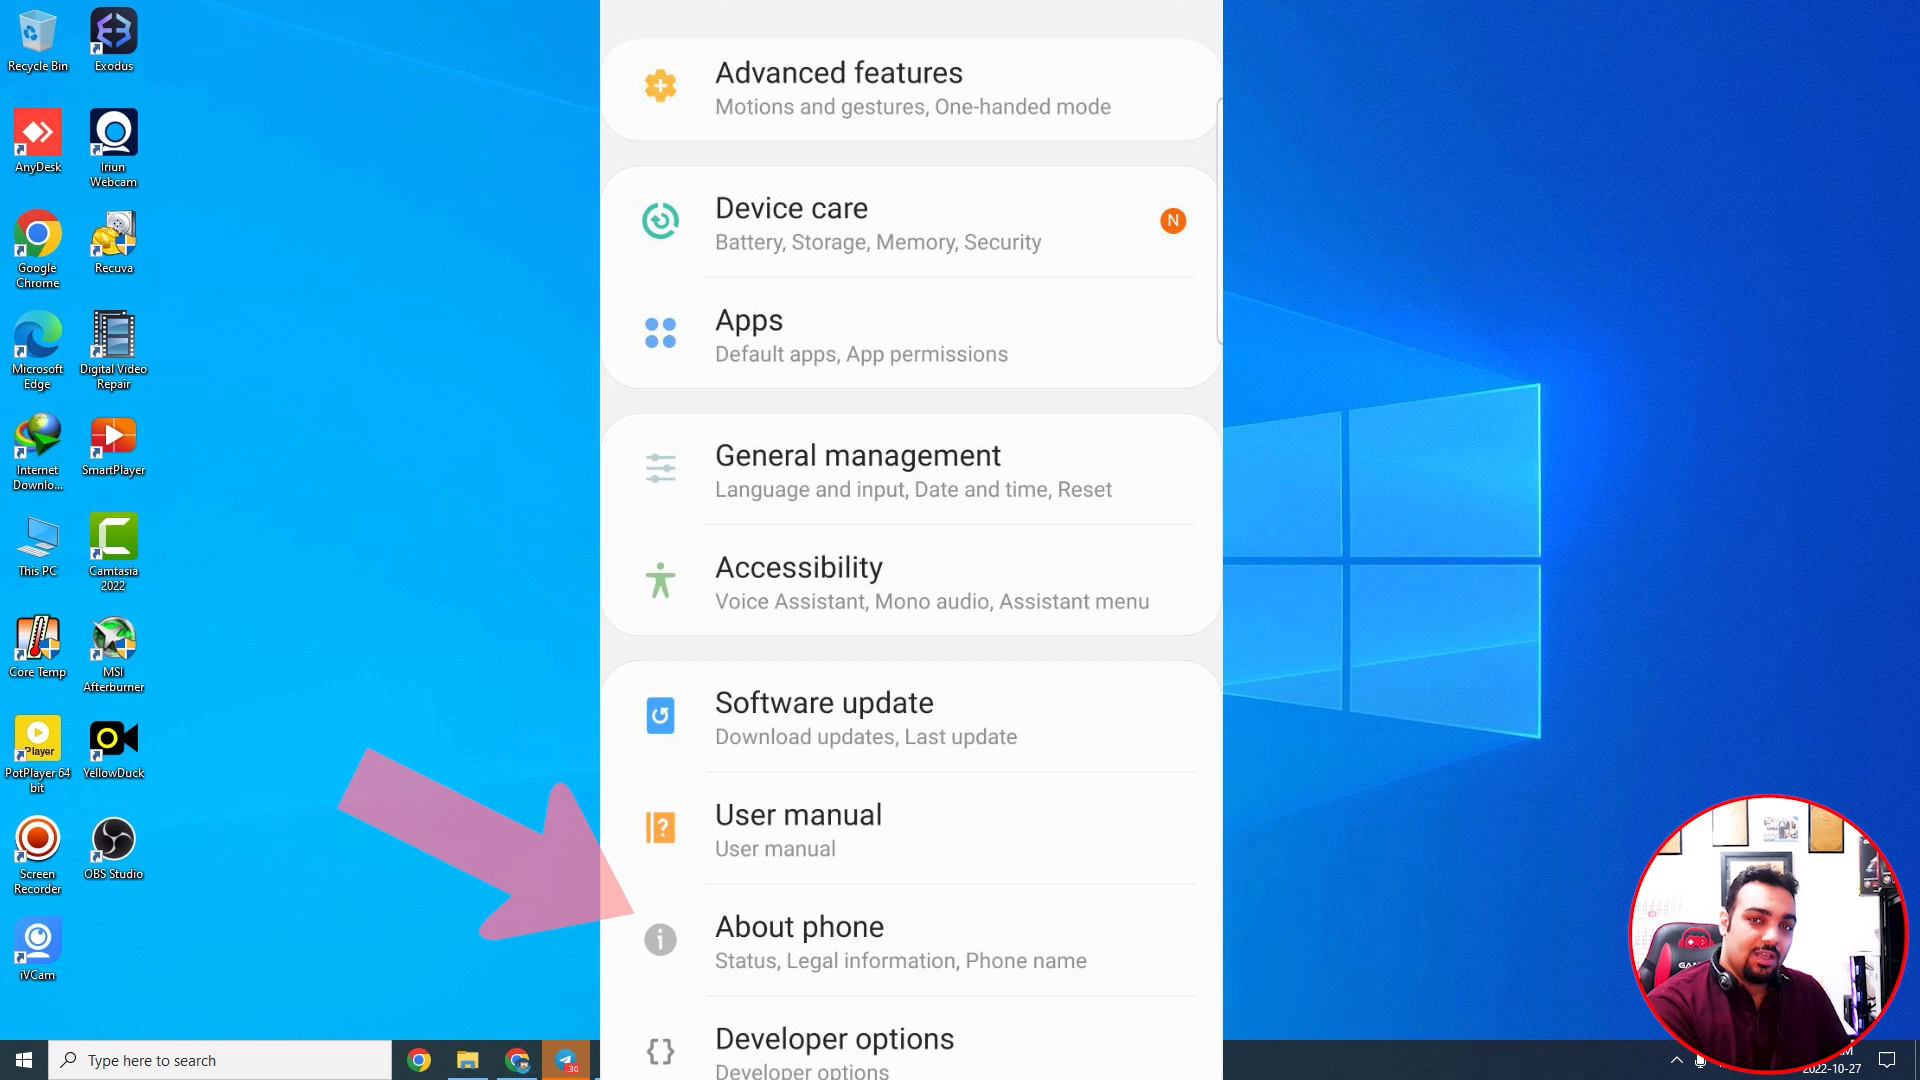 Recycle Bin
Exodus
AnyDesk
Iriun
Webcam
Google
Chrome
Recuva
Microsoft
Edge
Digital Video
Repair
Internet
Downlo...
SmartPlayer
This PC
Camtasia
2022
Core Temp
MSI
Afterburner
Player
PotPlayer 64
bit
YellowDuck
Screen
Recorder
OBS Studio
iVCam
Advanced features
Motions and gestures, One-handed mode
Device care
N
Battery, Storage, Memory, Security
Apps
Default apps, App permissions
General management
Language and input, Date and time, Reset
Accessibility
Voice Assistant, Mono audio, Assistant menu
Software update
Download updates, Last update
User manual
User manual
About phone
Status, Legal information, Phone name
Developer options
Developer options
Type here to search
30
2022-10-27